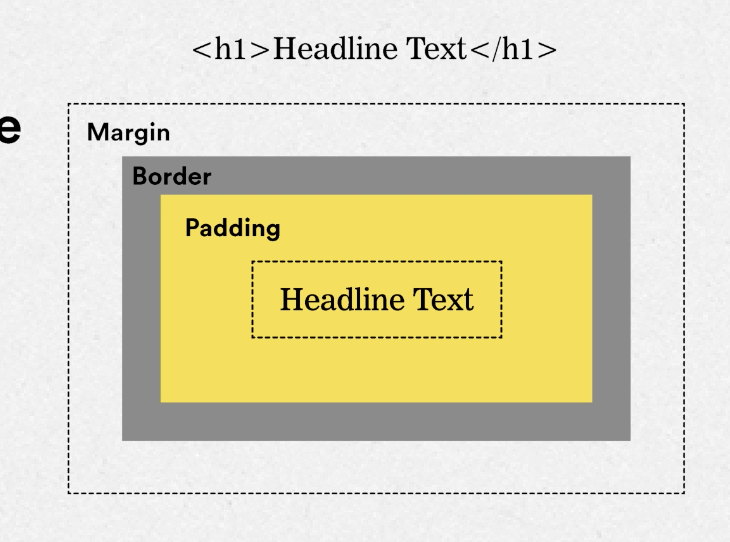 <h1>Headline Text</h1>
e
Margin
Border
Padding
Headline Text